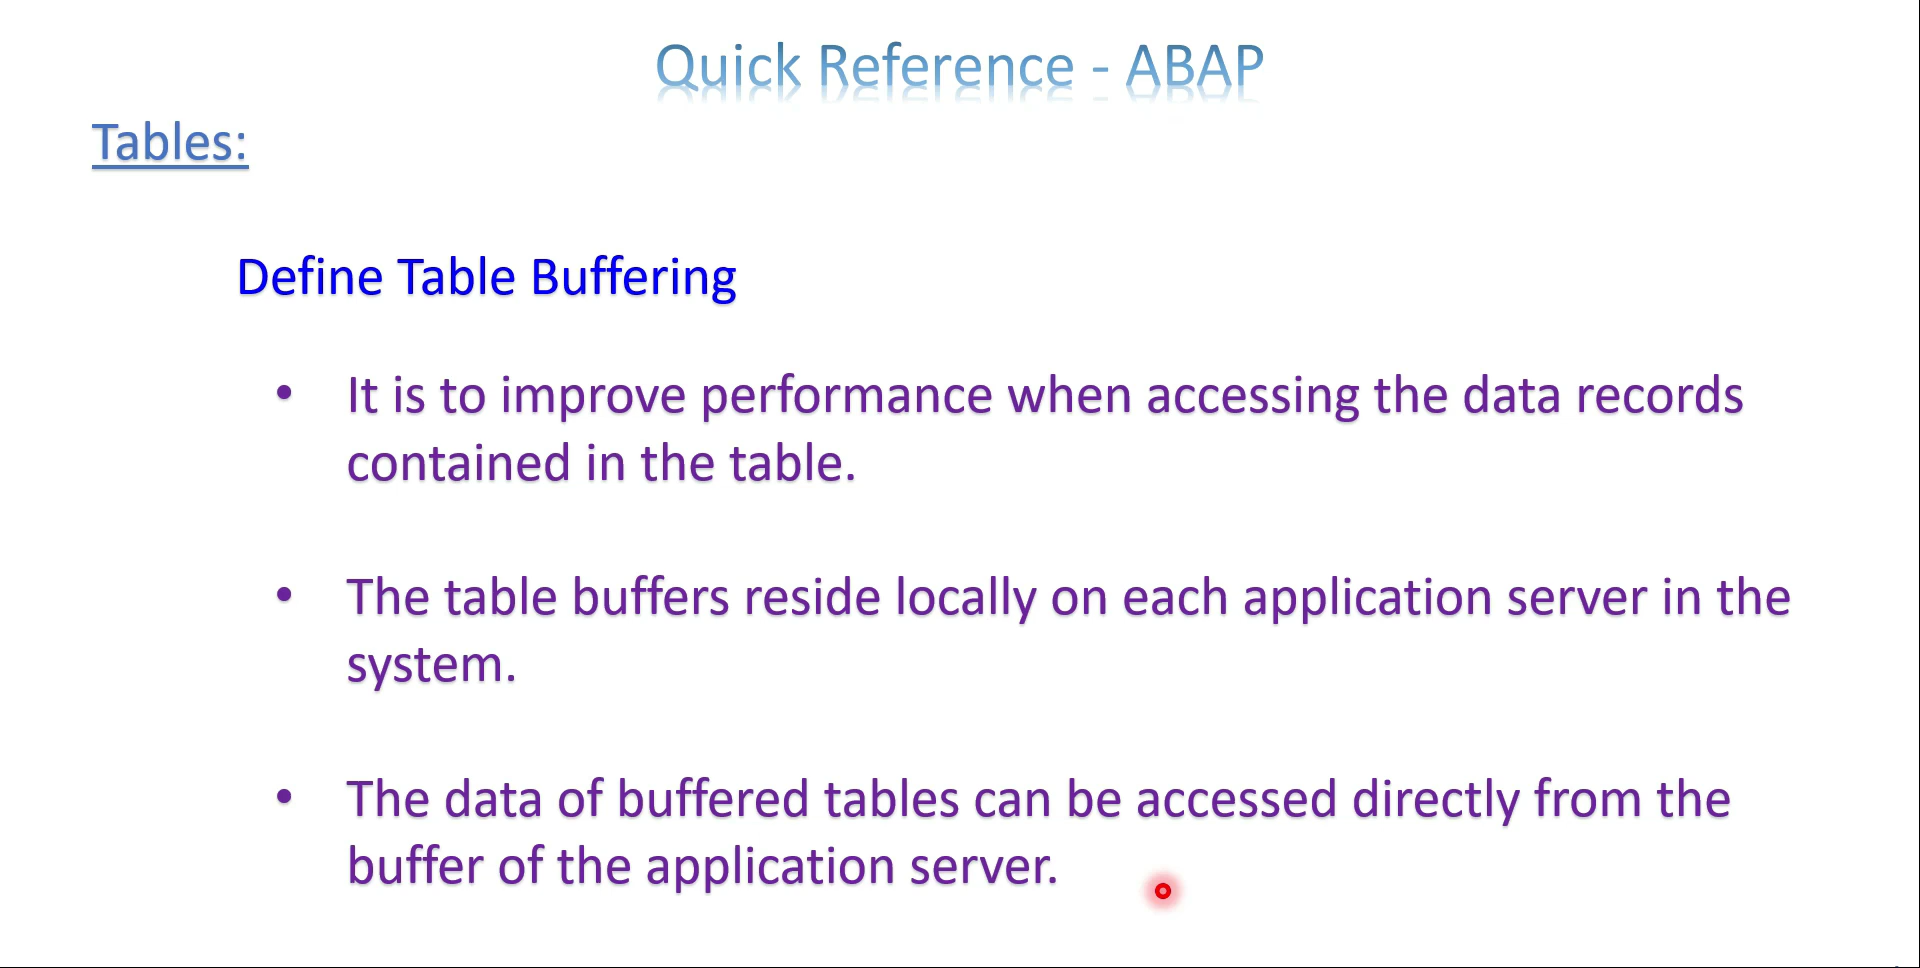 Quick Reference - ABAP
Tables:
Define Table Buffering
• It is to improve performance when accessing the data records
contained in the table.
• The table buffers reside locally on each application server in the
system.
• The data of buffered tables can be accessed directly from the
buffer of the application server.